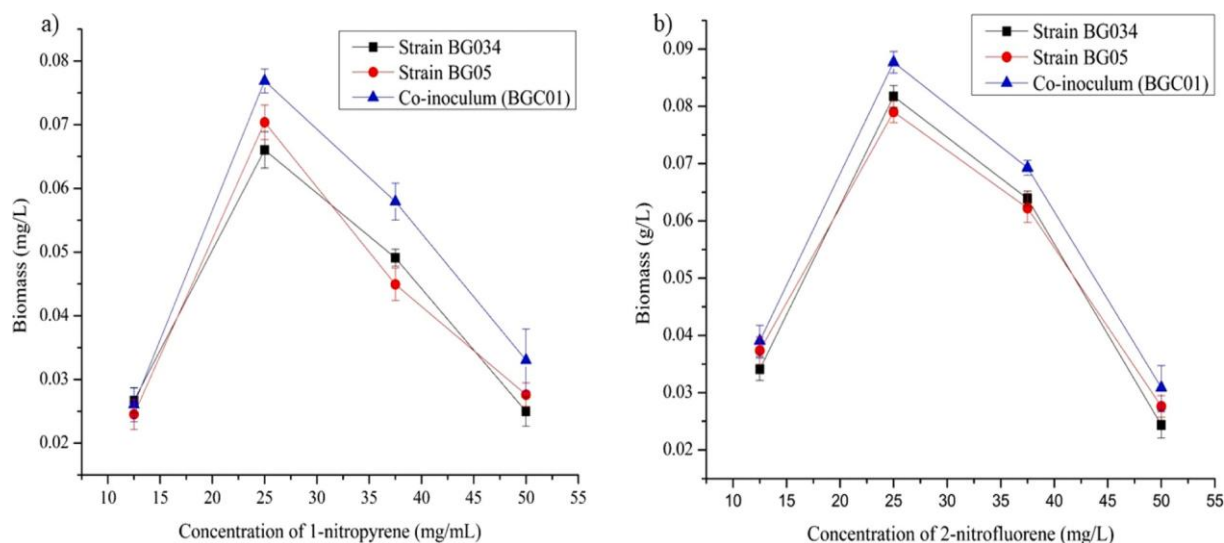 a)
Strain BG034
Strain BG05
Co-inoculum (BGC01)
0.08
0.07
0.06
0.05
0.04
0.03
0.02
Biomass (mg/L)
10 15 20 25 30 35 40 45 50 55
Concentration of 1-nitropyrene (mg/mL)
b)
Strain BG034
Strain BG05
Co-inoculum (BGC01)
0.09
0.08
0.07
0.06
0.05
0.04
0.03
0.02
Biomass (g/L)
10 15 20 25 30 35 40 45 50 55
Concentration of 2-nitrofluorene (mg/L)